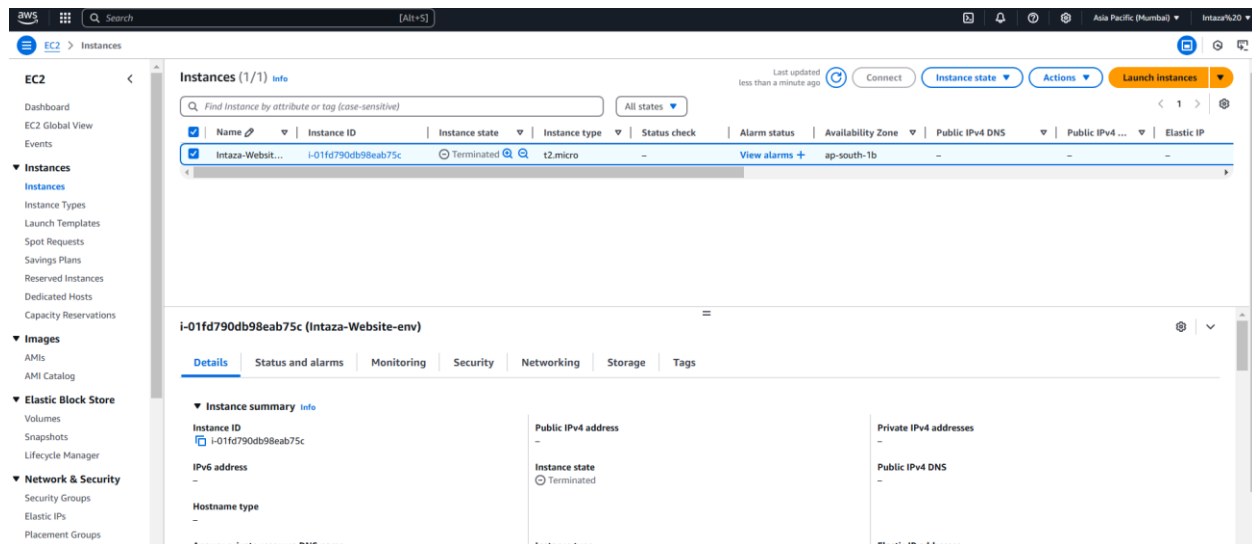 aws Search [Alt+S] Asia Pacific (Mumbai) ▼ Intaza%20 ▼
EC2 > Instances
EC2
Dashboard
EC2 Global View
Events
▼ Instances
Instances
Instance Types
Launch Templates
Spot Requests
Savings Plans
Reserved Instances
Dedicated Hosts
Capacity Reservations
▼ Images
AMIs
AMI Catalog
▼ Elastic Block Store
Volumes
Snapshots
Lifecycle Manager
▼ Network & Security
Security Groups
Elastic IPs
Placement Groups
Instances (1/1) Info
Last updated
less than a minute ago
Connect Instance state ▼ Actions ▼ Launch instances ▼
Find Instance by attribute or tag (case-sensitive) All states ▼ < 1 >
Name Instance ID Instance state Instance type Status check Alarm status Availability Zone Public IPv4 DNS Public IPv4 ... Elastic IP
Intaza-Websit... i-01fd790db98eab75c Terminated t2.micro – View alarms + ap-south-1b – – –
i-01fd790db98eab75c (Intaza-Website-env)
Details Status and alarms Monitoring Security Networking Storage Tags
▼ Instance summary Info
Instance ID Public IPv4 address Private IPv4 addresses
i-01fd790db98eab75c – –
IPv6 address Instance state Public IPv4 DNS
– Terminated –
Hostname type
–